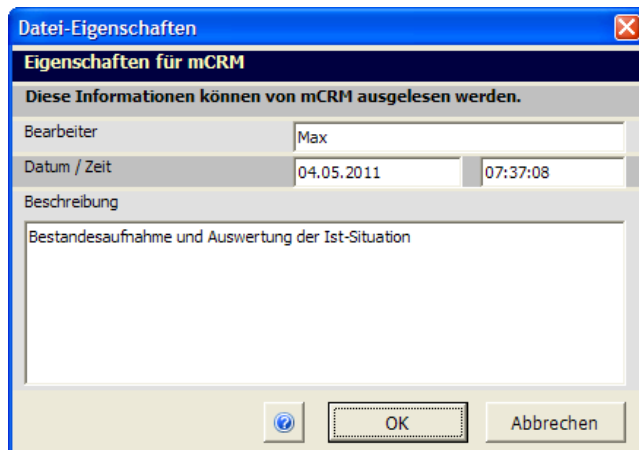 Datei-Eigenschaften
Eigenschaften für mCRM
Diese Informationen können von mCRM ausgelesen werden.
Bearbeiter
Max
Datum / Zeit
04.05.2011
07:37:08
Beschreibung
Bestandesaufnahme und Auswertung der Ist-Situation
?
OK
Abbrechen